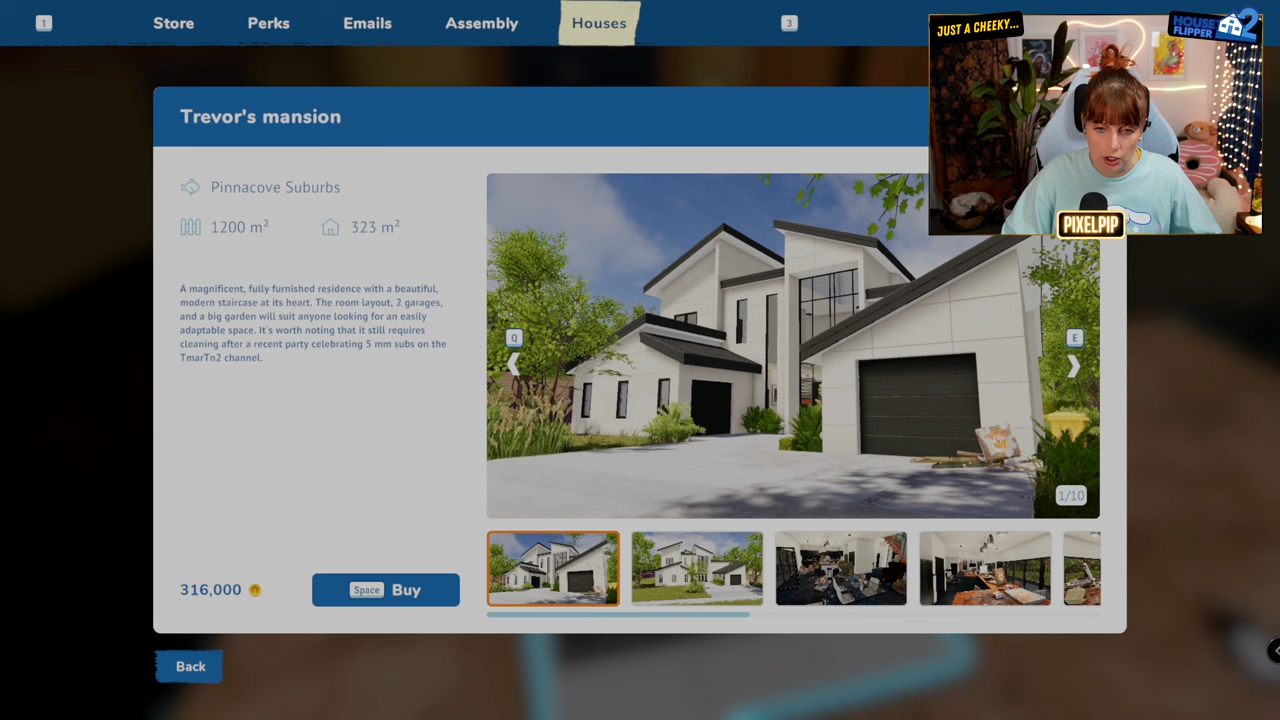 1
Store
Perks
Emails
Assembly
Houses
3
JUST A CHEEKY...
HOUSE
FLIPPER 2
PIXELPIP
Trevor's mansion
Pinnacove Suburbs
1200 m²
323 m²
A magnificent, fully furnished residence with a beautiful,
modern staircase at its heart. The room layout, 2 garages,
and a big garden will suit anyone looking for an easily
adaptable space. It's worth noting that it still requires
cleaning after a recent party celebrating 5 mm subs on the
TmarTn2 channel.
Q
E
1/10
316,000
Space
Buy
Back